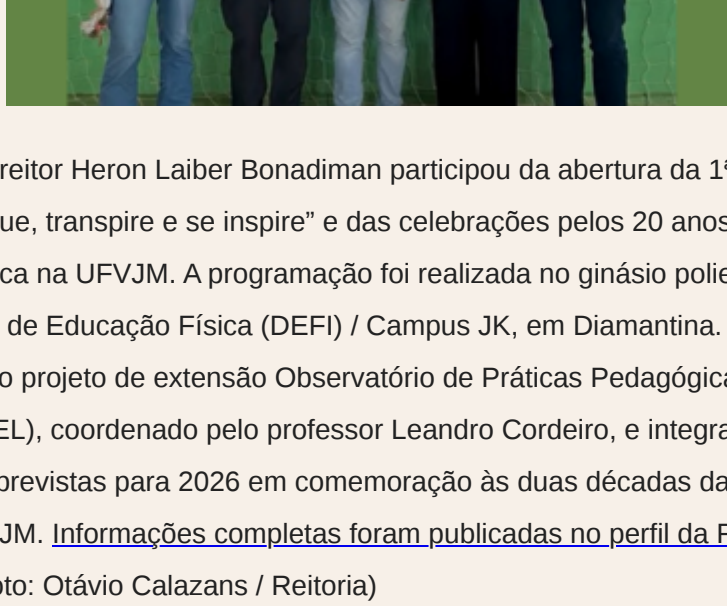 reitor Heron Laiber Bonadiman participou da abertura da 1ª
ue, transpire e se inspire” e das celebrações pelos 20 anos
ca na UFVJM. A programação foi realizada no ginásio polie
de Educação Física (DEFI) / Campus JK, em Diamantina.
o projeto de extensão Observatório de Práticas Pedagógica
EL), coordenado pelo professor Leandro Cordeiro, e integra
previstas para 2026 em comemoração às duas décadas da
JM. Informações completas foram publicadas no perfil da
oto: Otávio Calazans / Reitoria)